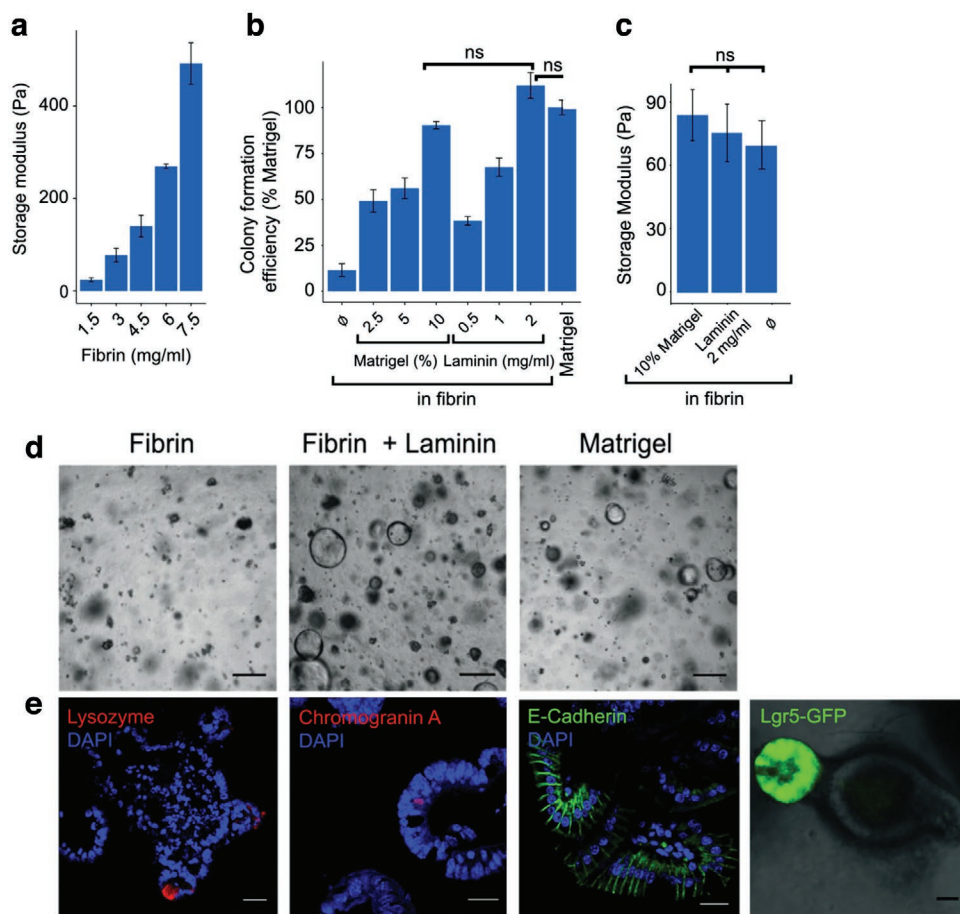 a
Storage modulus (Pa)
400
200
0
1.5
3
4.5
6
7.5
Fibrin (mg/ml)
b
ns
ns
Colony formation
efficiency (% Matrigel)
100
75
50
25
0
ø
2.5
5
10
0.5
1
2
Matrigel
Matrigel (%)
Laminin (mg/ml)
in fibrin
c
ns
Storage Modulus (Pa)
90
60
30
0
10% Matrigel
Laminin
2 mg/ml
ø
in fibrin
d
Fibrin
Fibrin + Laminin
Matrigel
e
Lysozyme
DAPI
Chromogranin A
DAPI
E-Cadherin
DAPI
Lgr5-GFP